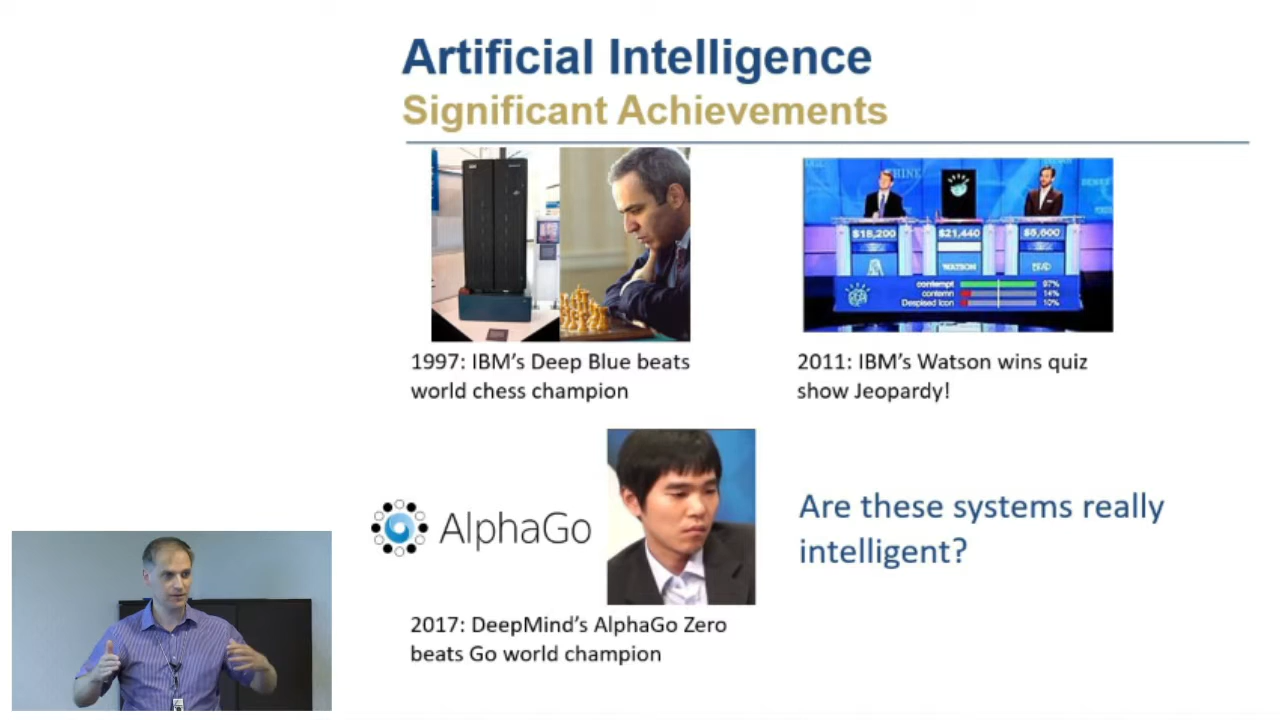 Artificial Intelligence
Significant Achievements
THINK
$18,200
$21,440
$5,600
WATSON
BRAD
contempt 97%
contemn 14%
Despised Icon 10%
1997: IBM's Deep Blue beats
world chess champion
2011: IBM's Watson wins quiz
show Jeopardy!
AlphaGo
Are these systems really
intelligent?
2017: DeepMind's AlphaGo Zero
beats Go world champion